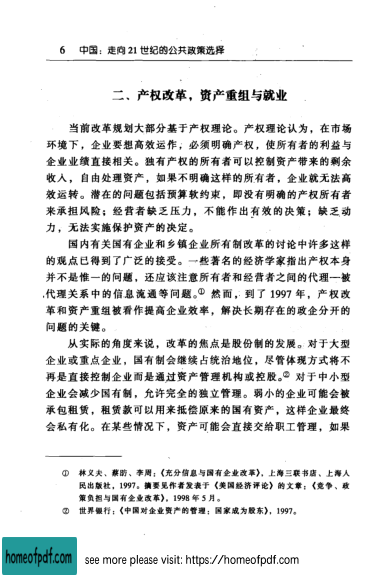 6 中国：走向 21 世纪的公共政策选择
二、产权改革，资产重组与就业
当前改革规划大部分基于产权理论。产权理论认为，在市场
环境下，企业要想高效运作，必须明确产权，使所有者的利益与
企业业绩直接相关。独有产权的所有者可以控制资产带来的剩余
收入，自由处理资产，如果不明确这样的所有者，企业就无法高
效运转。潜在的问题包括预算软约束，即没有明确的产权所有者
来承担风险；经营者缺乏压力，不能作出有效的决策；缺乏动
力，无法实施保护资产的决定。
国内有关国有企业和乡镇企业所有制改革的讨论中许多这样
的观点已得到了广泛的接受。一些著名的经济学家指出产权本身
并不是惟一的问题，还应该注意所有者和经营者之间的代理一被
代理关系中的信息流通等问题。① 然而，到了 1997 年，产权改
革和资产重组被看作提高企业效率，解决长期存在的政企分开的
问题的关键。
从实际的角度来说，改革的焦点是股份制的发展。对于大型
企业或重点企业，国有制会继续占统治地位，尽管体现方式将不
再是直接控制企业而是通过资产管理机构或控股。② 对于中小型
企业会减少国有制，允许完全的独立管理。弱小的企业可能会被
承包租赁，租赁款可以用来抵偿原来的国有资产，这样企业最终
会私有化。在某些情况下，资产可能会直接交给职工管理，如果
① 林义夫、蔡昉、李周：《充分信息与国有企业改革》，上海三联书店、上海人
民出版社，1997。摘要见作者发表于《美国经济评论》的文章：《竞争、政
策负担与国有企业改革》，1998 年 5 月。
② 世界银行：《中国对企业资产的管理：国家成为股东》，1997。
homeofpdf.com see more please visit: https://homeofpdf.com